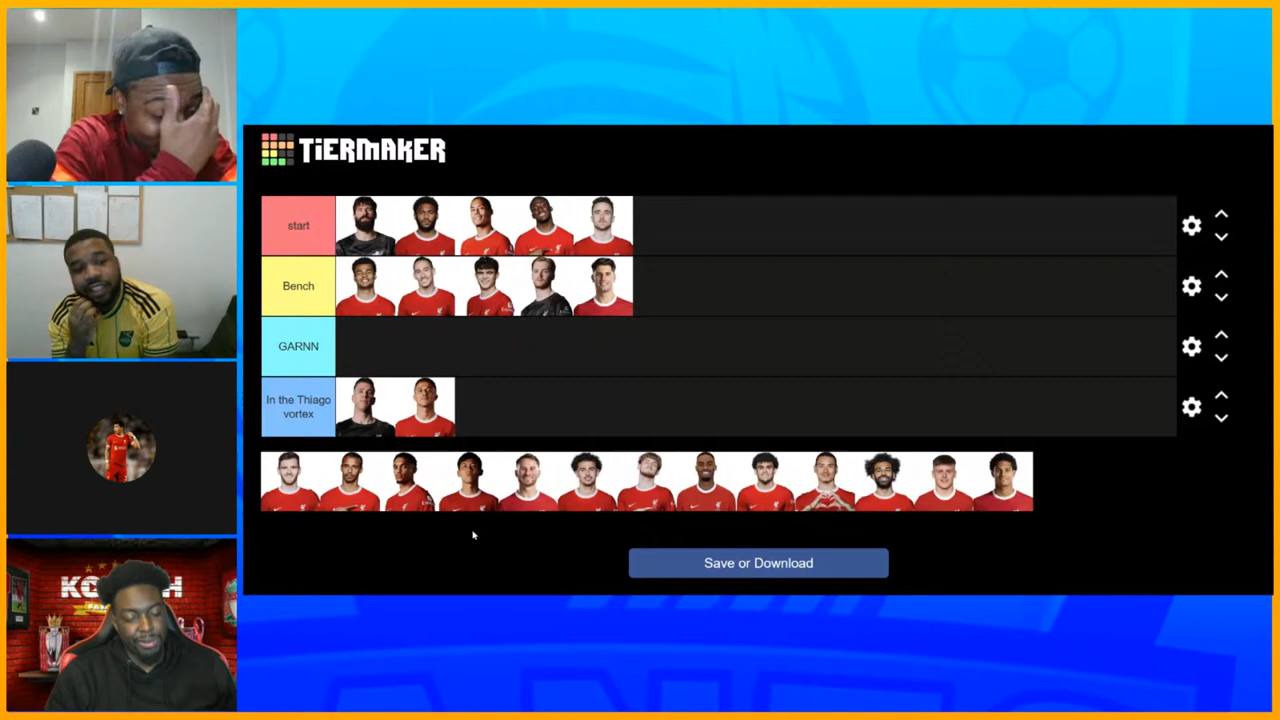 TiERMAKER
start
Bench
GARNN
In the Thiago
vortex
Save or Download